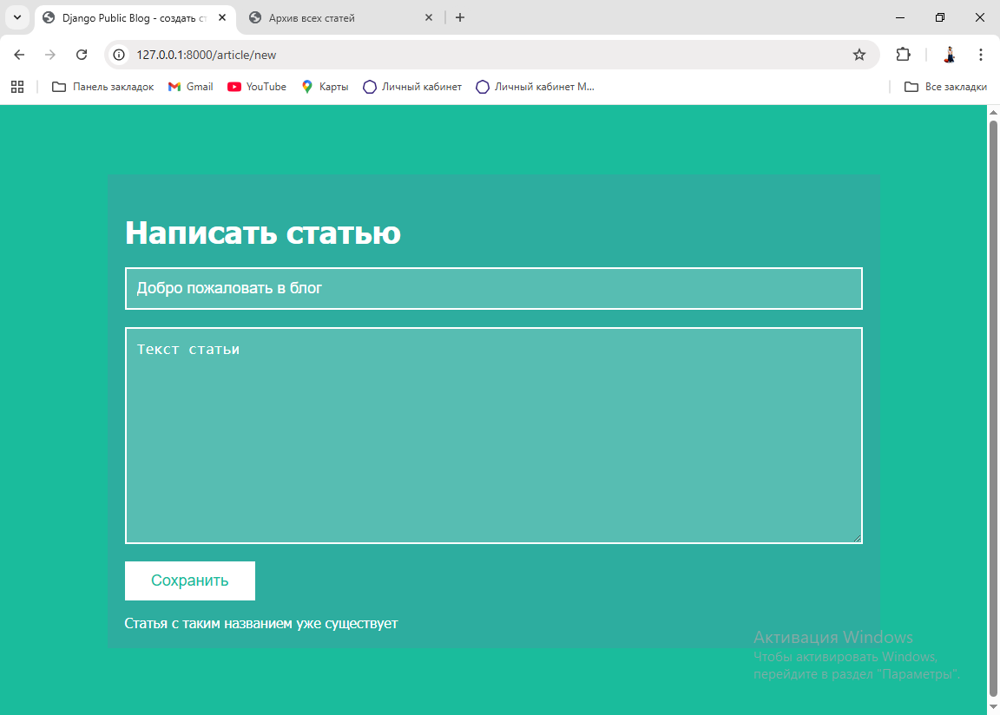 Django Public Blog - создать ст
Архив всех статей
127.0.0.1:8000/article/new
Панель закладок
Gmail
YouTube
Карты
Личный кабинет
Личный кабинет М...
Все закладки
Написать статью
Добро пожаловать в блог
Текст статьи
Сохранить
Статья с таким названием уже существует
Активация Windows
Чтобы активировать Windows,
перейдите в раздел "Параметры".